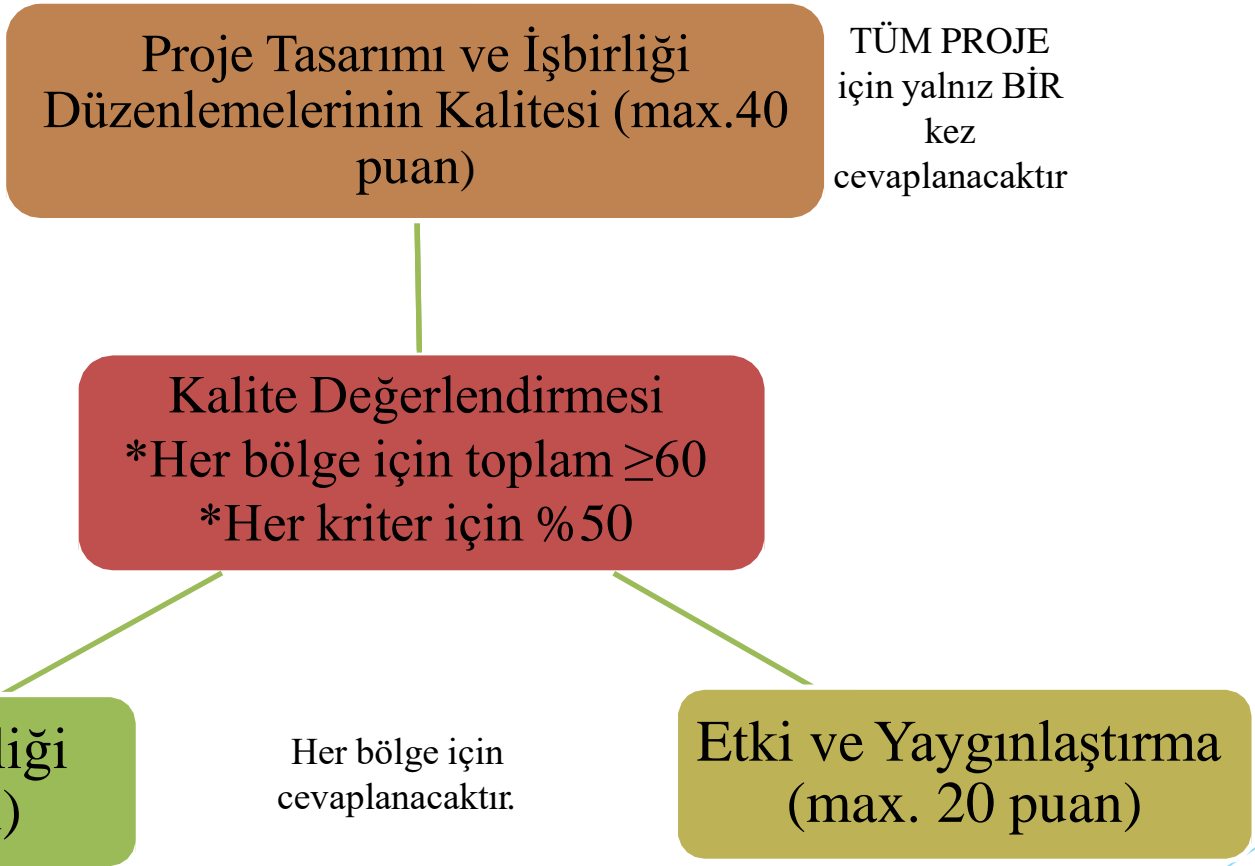 Proje Tasarımı ve İşbirliği
Düzenlemelerinin Kalitesi (max.40
puan)
TÜM PROJE
için yalnız BİR
kez
cevaplanacaktır
Kalite Değerlendirmesi
*Her bölge için toplam ≥60
*Her kriter için %50
Her bölge için
cevaplanacaktır.
Etki ve Yaygınlaştırma
(max. 20 puan)